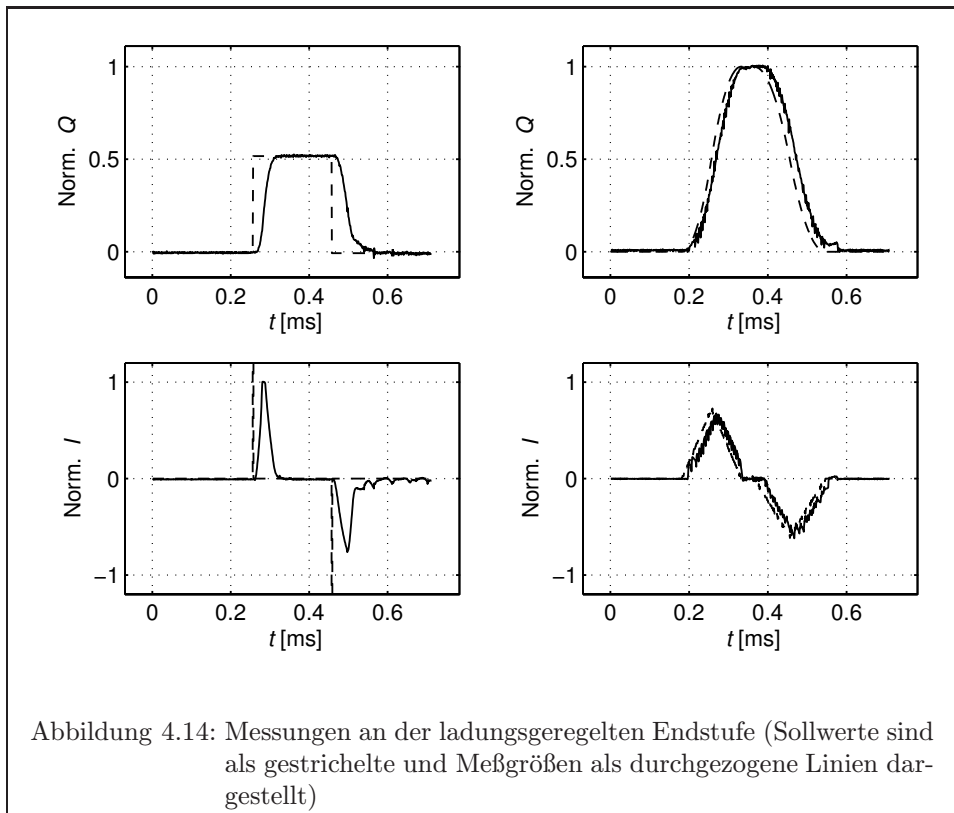 1
0.5
0
Norm. Q
0 0.2 0.4 0.6
t [ms]
1
0.5
0
Norm. Q
0 0.2 0.4 0.6
t [ms]
1
0
−1
Norm. I
0 0.2 0.4 0.6
t [ms]
1
0
−1
Norm. I
0 0.2 0.4 0.6
t [ms]
Abbildung 4.14: Messungen an der ladungsgeregelten Endstufe (Sollwerte sind
als gestrichelte und Meßgrößen als durchgezogene Linien dar-
gestellt)